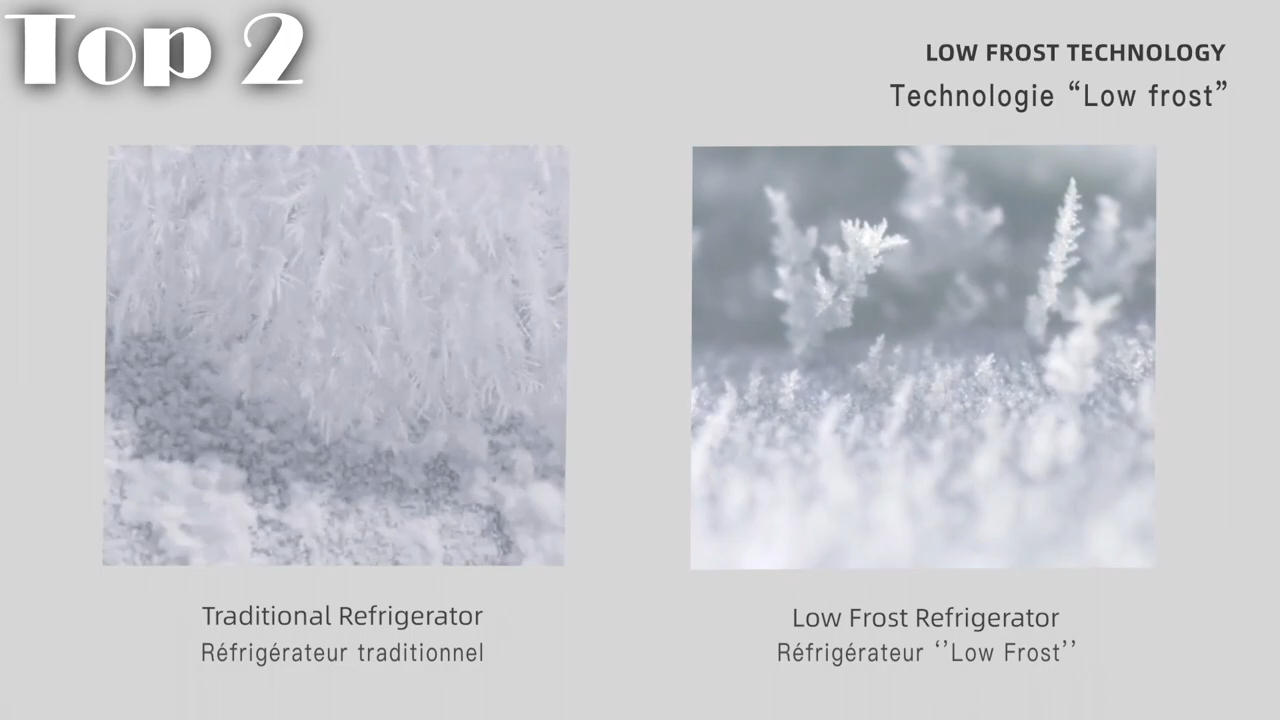 Top 2
LOW FROST TECHNOLOGY
Technologie “Low frost”
Traditional Refrigerator
Réfrigérateur traditionnel
Low Frost Refrigerator
Réfrigérateur ‘’Low Frost’’